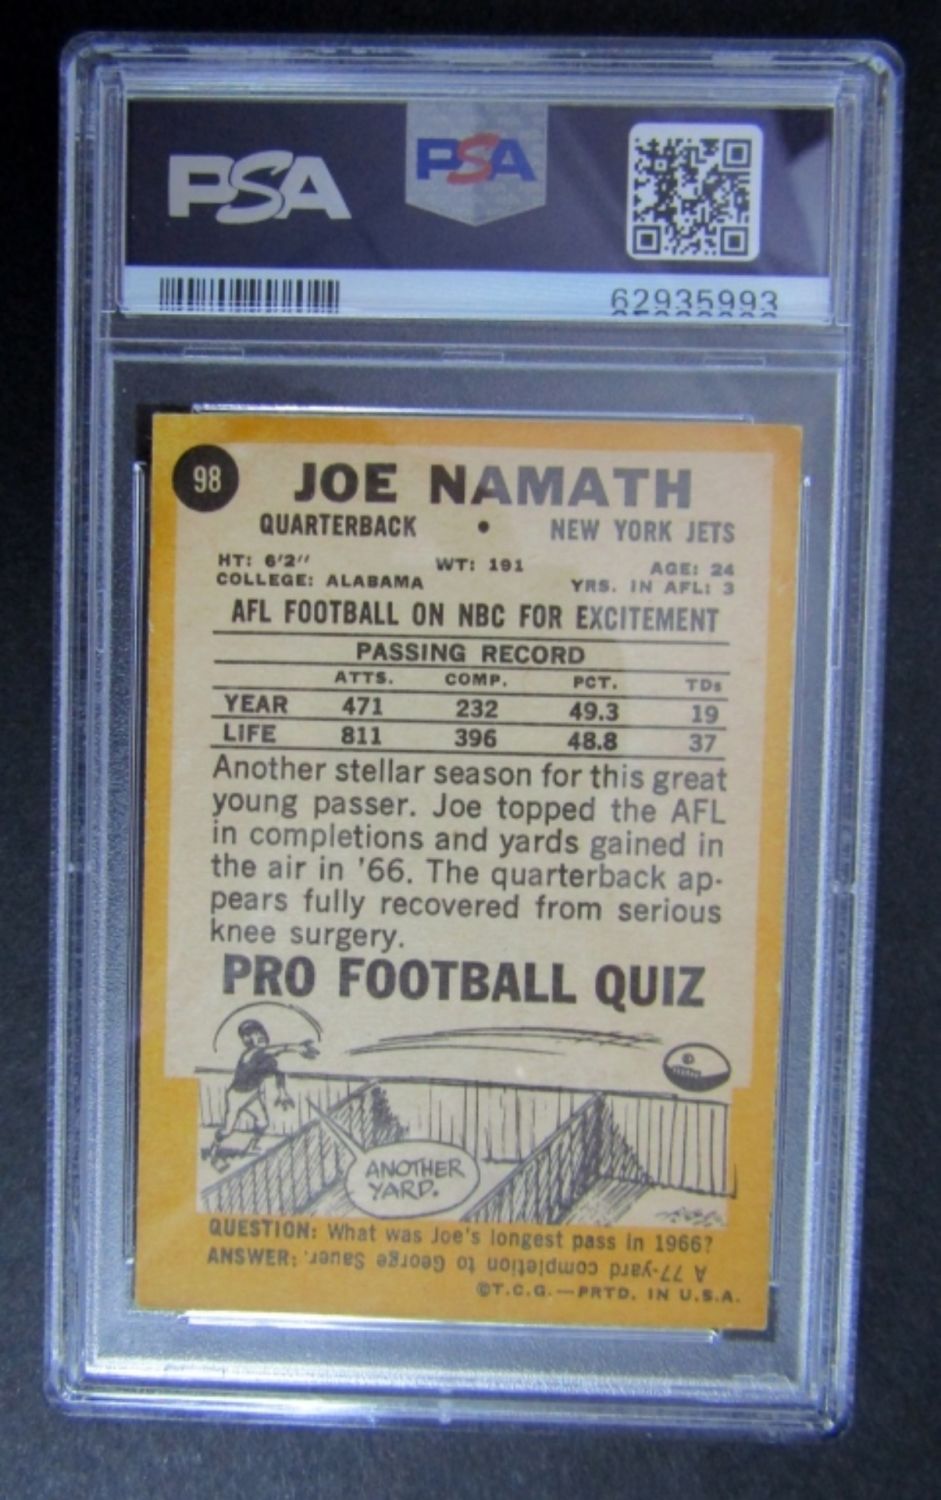 PSA
PSA
62935993
98
JOE NAMATH
QUARTERBACK • NEW YORK JETS
HT: 6'2" WT: 191 AGE: 24
COLLEGE: ALABAMA YRS. IN AFL: 3
AFL FOOTBALL ON NBC FOR EXCITEMENT
PASSING RECORD
ATTS. COMP. PCT. TDs
YEAR 471 232 49.3 19
LIFE 811 396 48.8 37
Another stellar season for this great
young passer. Joe topped the AFL
in completions and yards gained in
the air in '66. The quarterback ap-
pears fully recovered from serious
knee surgery.
PRO FOOTBALL QUIZ
ANOTHER
YARD.
QUESTION: What was Joe's longest pass in 1966?
ANSWER: A 77-yard completion to George Sauer.
©T.C.G.—PRTD. IN U.S.A.